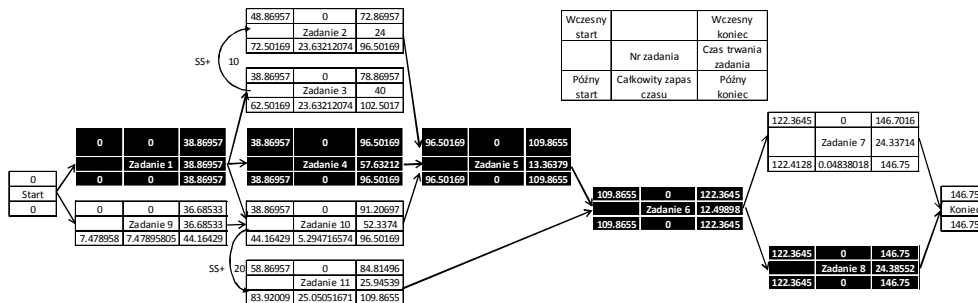 48.86957 0 72.86957
Zadanie 2 24
72.50169 23.63212074 96.50169
SS+ 10
38.86957 0 78.86957
Zadanie 3 40
62.50169 23.63212074 102.5017
Wczesny start Wczesny koniec
Nr zadania Czas trwania zadania
Późny start Całkowity zapas czasu Późny koniec
0 0 38.86957
Zadanie 1 38.86957
0 0 38.86957
38.86957 0 96.50169
Zadanie 4 57.63212
38.86957 0 96.50169
96.50169 0 109.8655
Zadanie 5 13.36379
96.50169 0 109.8655
122.3645 0 146.7016
Zadanie 7 24.33714
122.4128 0.04838018 146.75
0
Start
0
0 0 36.68533
Zadanie 9 36.68533
7.478958 7.47895805 44.16429
38.86957 0 91.20697
Zadanie 10 52.3374
44.16429 5.294716574 96.50169
109.8655 0 122.3645
Zadanie 6 12.49898
109.8655 0 122.3645
146.75
Koniec
146.75
SS+ 20
58.86957 0 84.81496
Zadanie 11 25.94539
83.92009 25.05051671 109.8655
122.3645 0 146.75
Zadanie 8 24.38552
122.3645 0 146.75